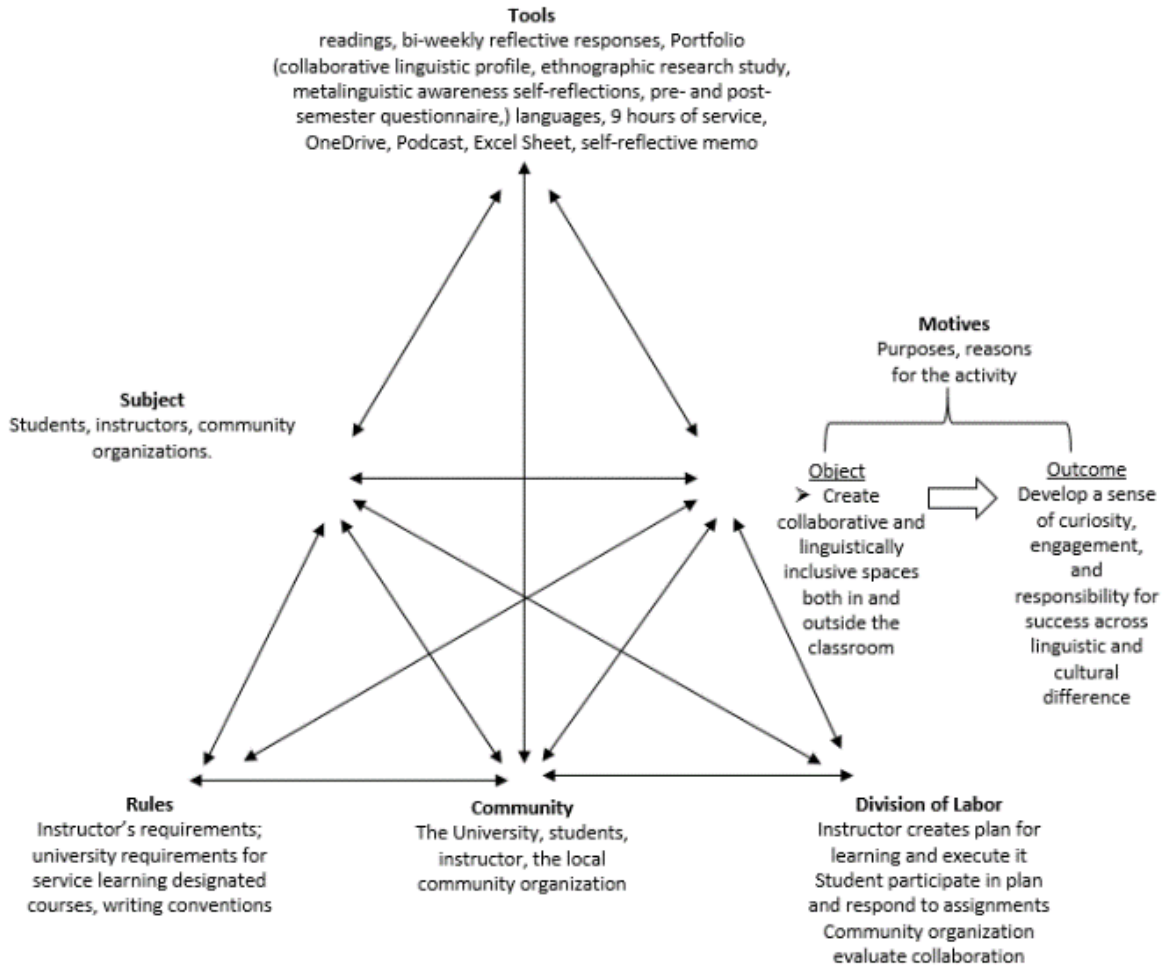 Tools
readings, bi-weekly reflective responses, Portfolio
(collaborative linguistic profile, ethnographic research study,
metalinguistic awareness self-reflections, pre- and post-
semester questionnaire,) languages, 9 hours of service,
OneDrive, Podcast, Excel Sheet, self-reflective memo
Subject
Students, instructors, community
organizations.
Motives
Purposes, reasons
for the activity
Object
➤ Create
collaborative and
linguistically
inclusive spaces
both in and
outside the
classroom
Outcome
Develop a sense
of curiosity,
engagement,
and
responsibility for
success across
linguistic and
cultural
difference
Rules
Instructor’s requirements;
university requirements for
service learning designated
courses, writing conventions
Community
The University, students,
instructor, the local
community organization
Division of Labor
Instructor creates plan for
learning and execute it
Student participate in plan
and respond to assignments
Community organization
evaluate collaboration